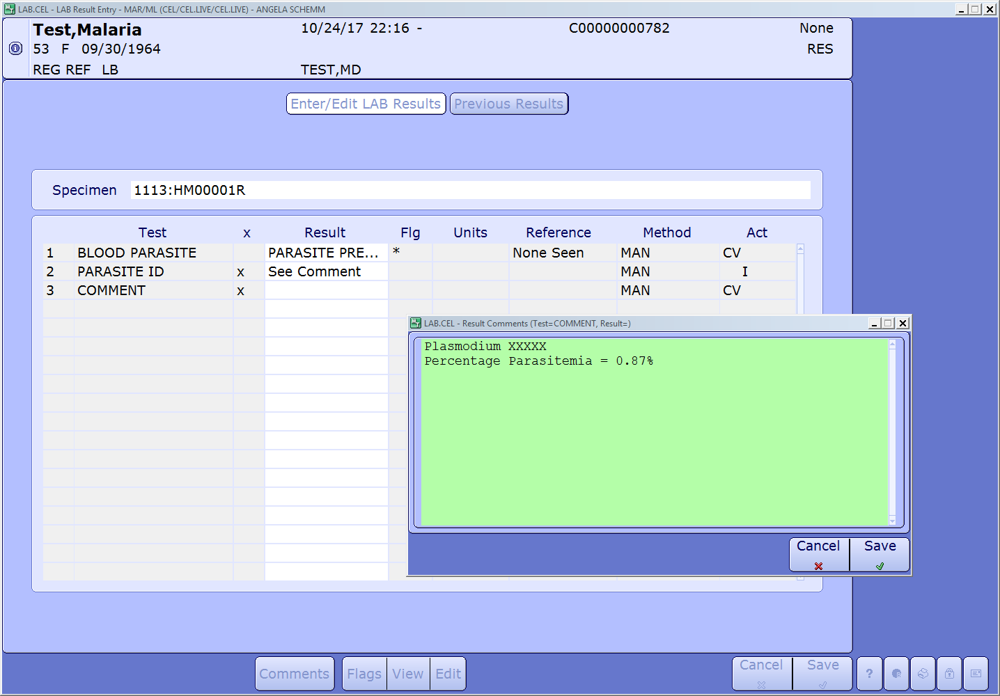 LAB.CEL - LAB Result Entry - MAR/ML (CEL/CEL.LIVE/CEL.LIVE) - ANGELA SCHEMM
Test,Malaria 10/24/17 22:16 - C00000000782 None
53 F 09/30/1964 RES
REG REF LB TEST,MD
Enter/Edit LAB Results Previous Results
Specimen 1113:HM00001R
Test x Result Flg Units Reference Method Act
1 BLOOD PARASITE PARASITE PRE... * None Seen MAN CV
2 PARASITE ID x See Comment MAN I
3 COMMENT x MAN CV
LAB.CEL - Result Comments (Test=COMMENT, Result=)
Plasmodium XXXXX
Percentage Parasitemia = 0.87%
Cancel Save
Comments Flags View Edit Cancel Save ?